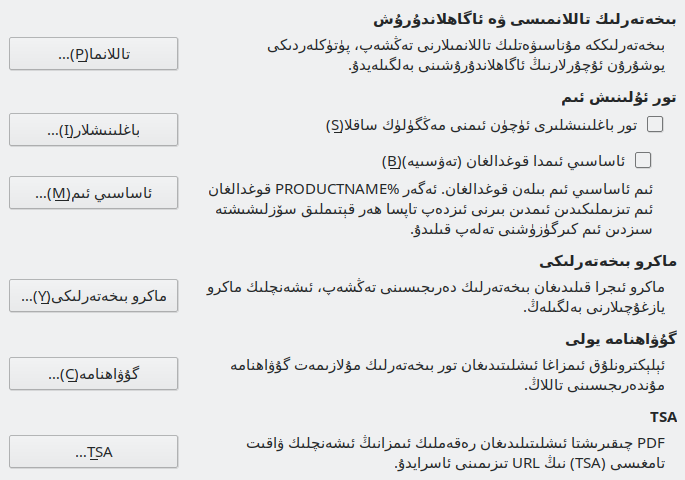 بىخەتەرلىك تاللانمىسى ۋە ئاگاھلاندۇرۇش
بىخەتەرلىككە مۇناسىۋەتلىك تاللانمىلارنى تەڭشەپ، پۈتۈكلەردىكى
يوشۇرۇن ئۇچۇرلارنىڭ ئاگاھلاندۇرۇشىنى بەلگىلەيدۇ.
تاللانما(P)...
تور ئۇلىنىش ئىم
تور باغلىنىشلىرى ئۈچۈن ئىمنى مەڭگۈلۈك ساقلا(S)
باغلىنىشلار(I)...
ئاساسىي ئىمدا قوغدالغان (تەۋسىيە)(B)
ئىم ئاساسىي ئىم بىلەن قوغدالغان. ئەگەر %PRODUCTNAME قوغدالغان
ئىم تىزىملىكىدىن ئىمدىن بىرنى ئىزدەپ تاپسا ھەر قېتىملىق سۆزلىشىشتە
سىزدىن ئىم كىرگۈزۈشنى تەلەپ قىلىدۇ.
ئاساسىي ئىم(M)...
ماكرو بىخەتەرلىكى
ماكرو ئىجرا قىلىدىغان بىخەتەرلىك دەرىجىسىنى تەڭشەپ، ئىشەنچلىك ماكرو
يازغۇچىلارنى بەلگىلەڭ.
ماكرو بىخەتەرلىكى(Y)...
گۇۋاھنامە يولى
ئېلېكترونلۇق ئىمزاغا ئىشلىتىدىغان تور بىخەتەرلىك مۇلازىمەت گۇۋاھنامە
مۇندەرىجىسىنى تاللاڭ.
گۇۋاھنامە(C)...
TSA
PDF چىقىرىشتا ئىشلىتىلىدىغان رەقەملىك ئىمزانىڭ ئىشەنچلىك ۋاقىت
تامغىسى (TSA) نىڭ URL تىزىمىنى ئاسرايدۇ.
TSA...